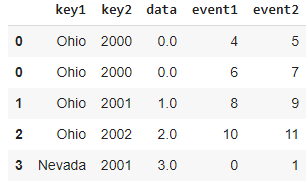 key1 key2 data event1 event2
0 Ohio 2000 0.0 4 5
0 Ohio 2000 0.0 6 7
1 Ohio 2001 1.0 8 9
2 Ohio 2002 2.0 10 11
3 Nevada 2001 3.0 0 1